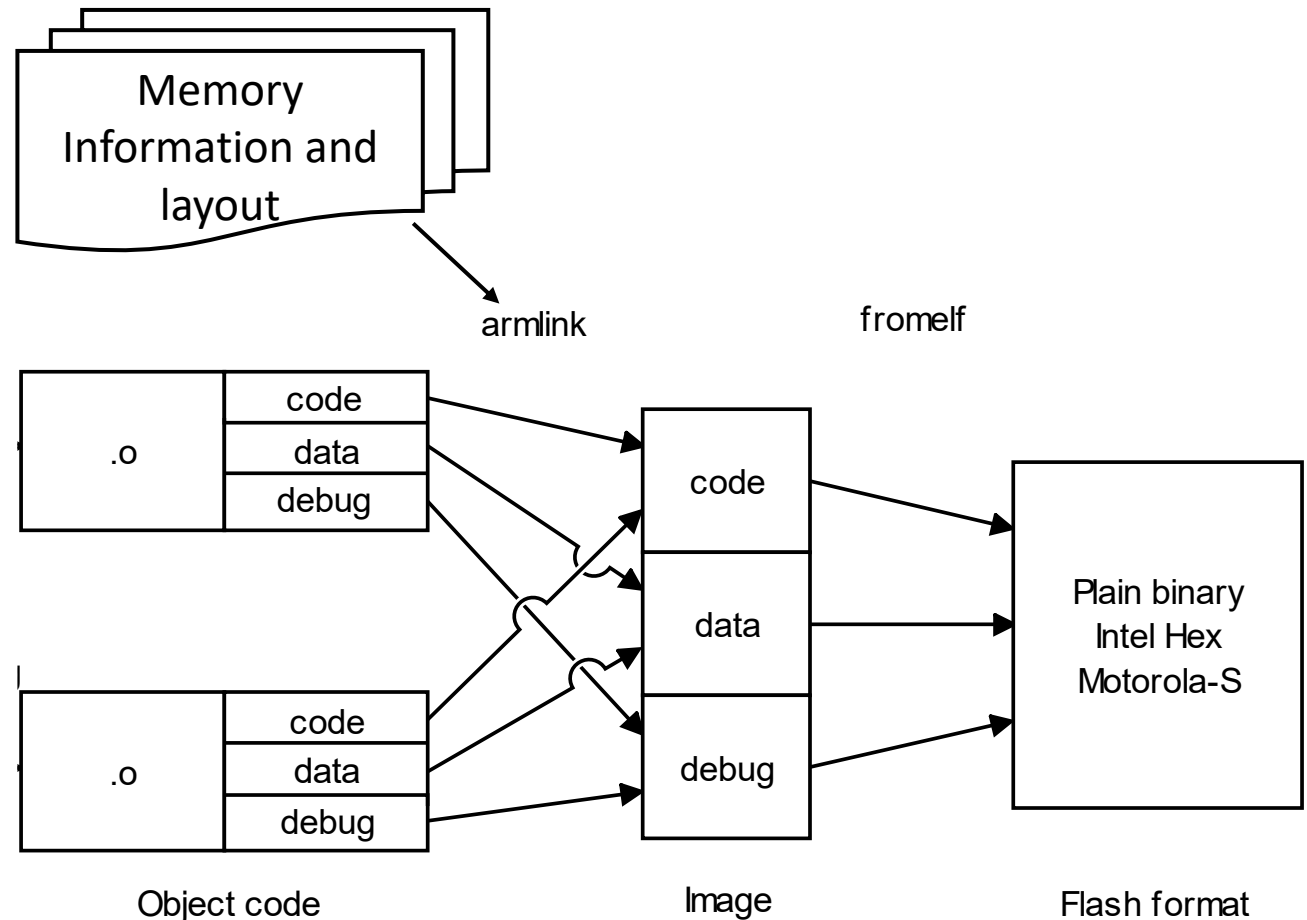 Memory
Information and
layout
armlink
fromelf
.o
code
data
debug
.o
code
data
debug
code
data
debug
Plain binary
Intel Hex
Motorola-S
Object code
Image
Flash format